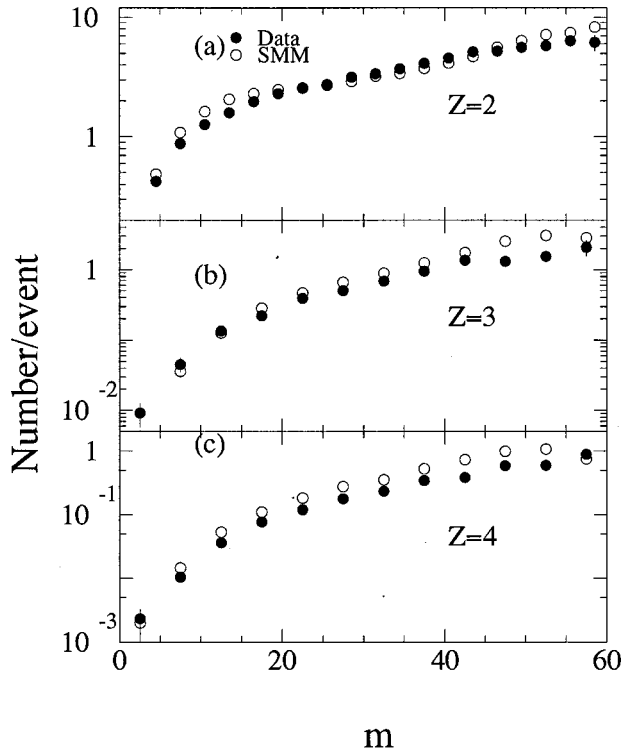 10
(a)
Data
SMM
1
Z=2
Number/event
1
(b)
Z=3
10 -2
1
(c)
10 -1
Z=4
10 -3
0
20
40
60
m